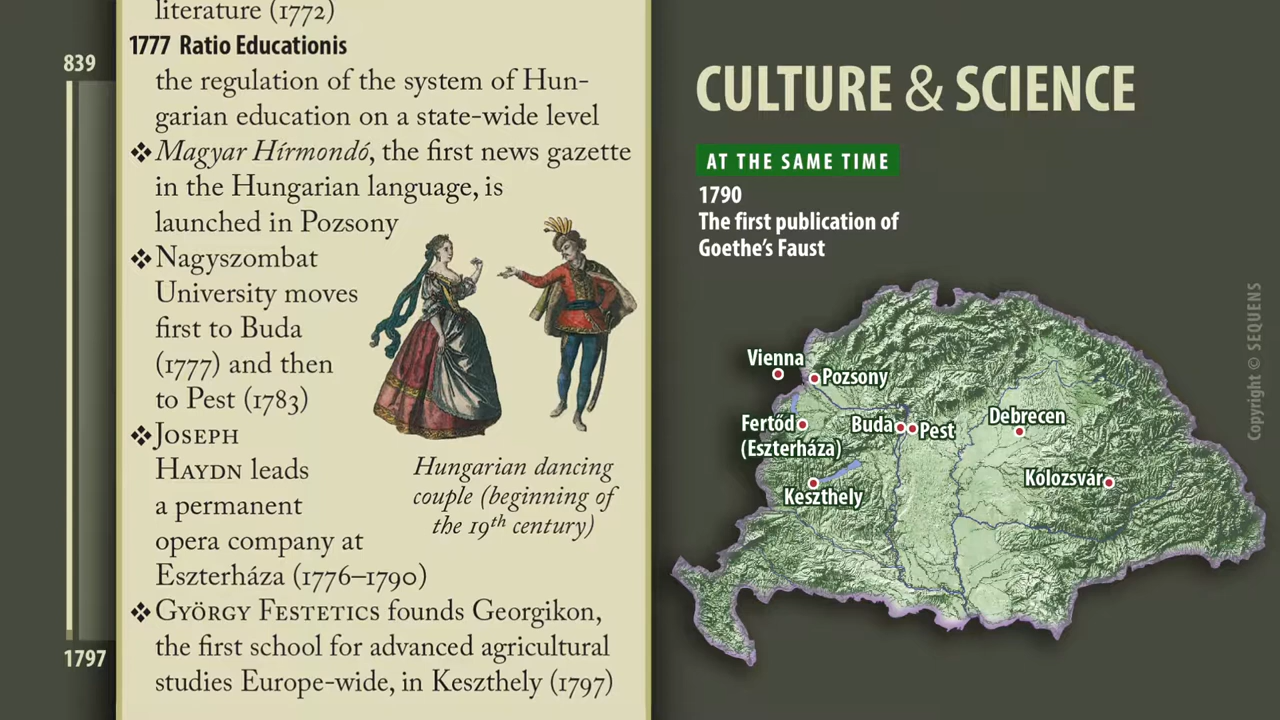 literature (1772)
1777 Ratio Educationis
the regulation of the system of Hun-
garian education on a state-wide level
❖ Magyar Hírmondó, the first news gazette
in the Hungarian language, is
launched in Pozsony
❖ Nagyszombat
University moves
first to Buda
(1777) and then
to Pest (1783)
❖ JOSEPH
HAYDN leads
a permanent
opera company at
Eszterháza (1776–1790)
❖ GYÖRGY FESTETICS founds Georgikon,
the first school for advanced agricultural
studies Europe-wide, in Keszthely (1797)
Hungarian dancing
couple (beginning of
the 19th century)
839
1797
CULTURE & SCIENCE
AT THE SAME TIME
1790
The first publication of
Goethe's Faust
Vienna
Pozsony
Fertőd
(Eszterháza)
Buda
Pest
Debrecen
Keszthely
Kolozsvár
Copyright © SEQUENS